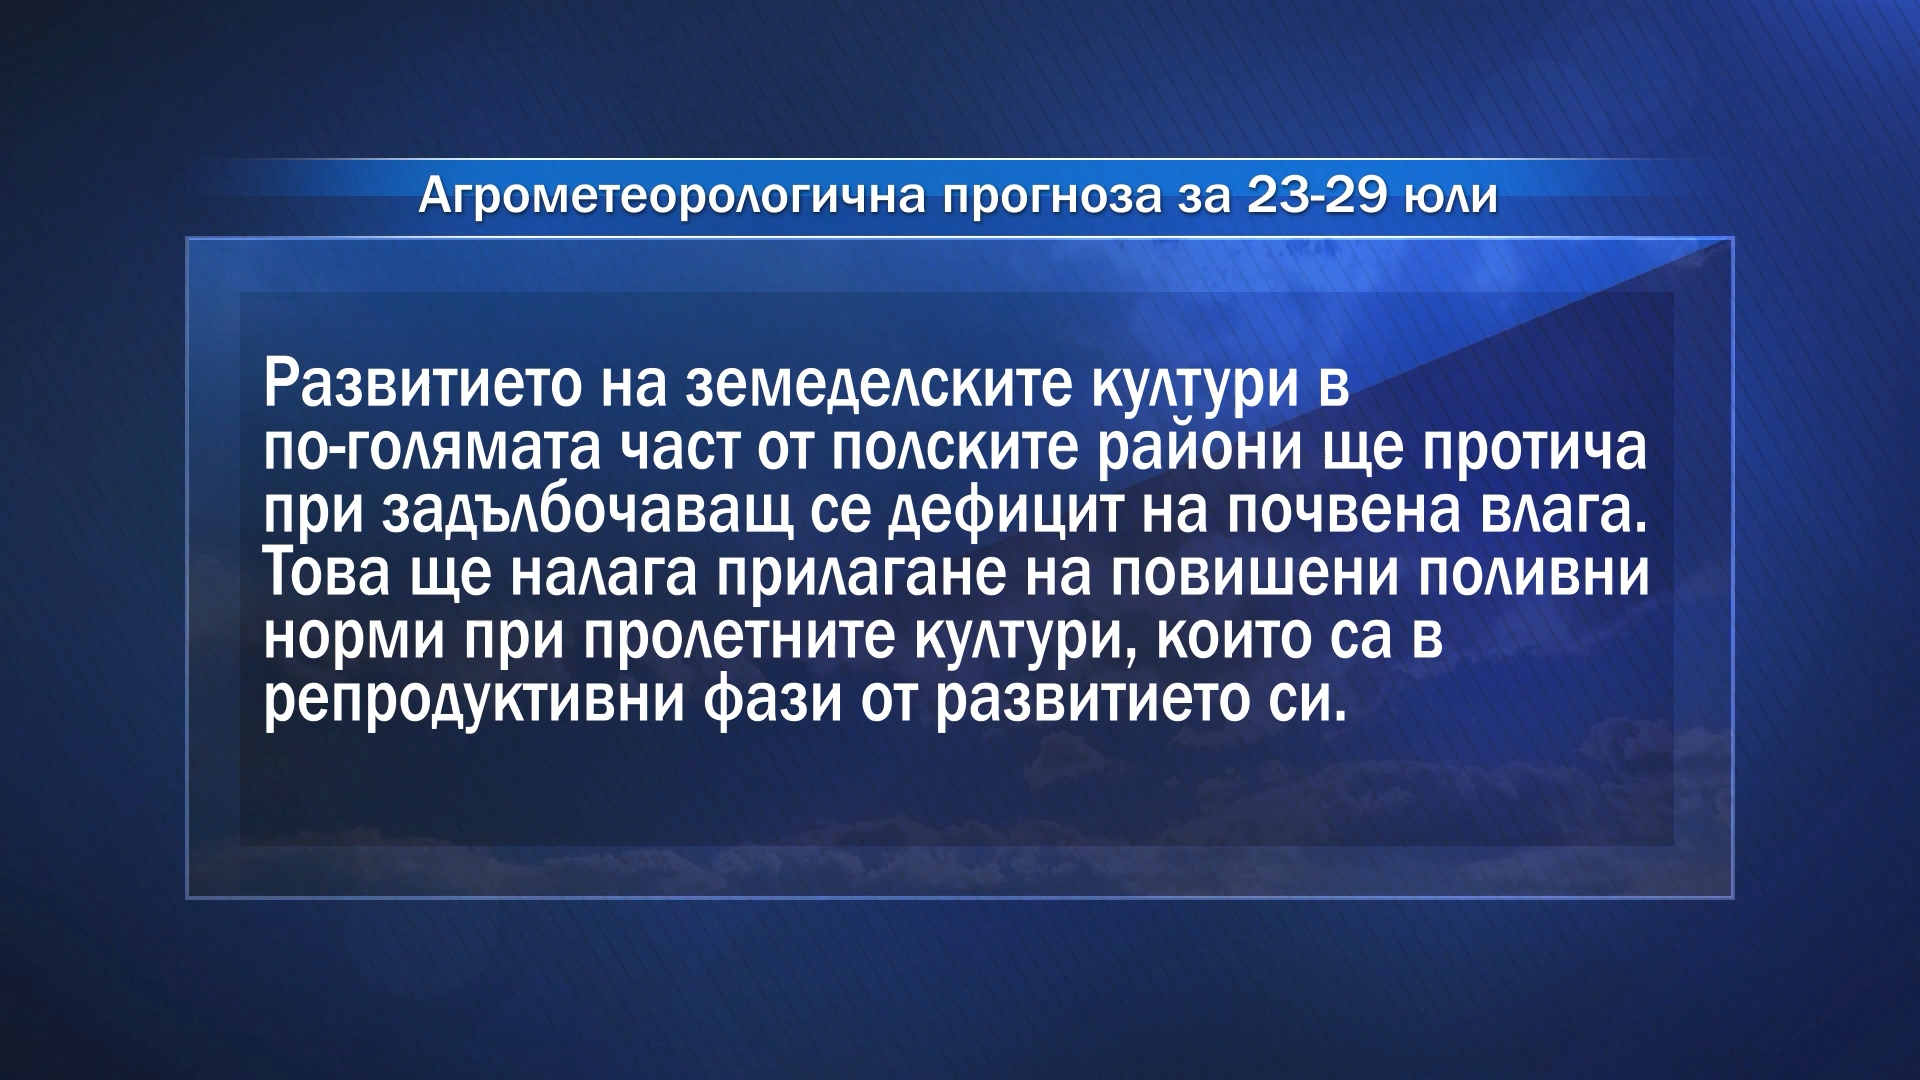 Агрометеорологична прогноза за 23-29 юли
Развитието на земеделските култури в
по-голямата част от полските райони ще протича
при задълбочаващ се дефицит на почвена влага.
Това ще налага прилагане на повишени поливни
норми при пролетните култури, които са в
репродуктивни фази от развитието си.